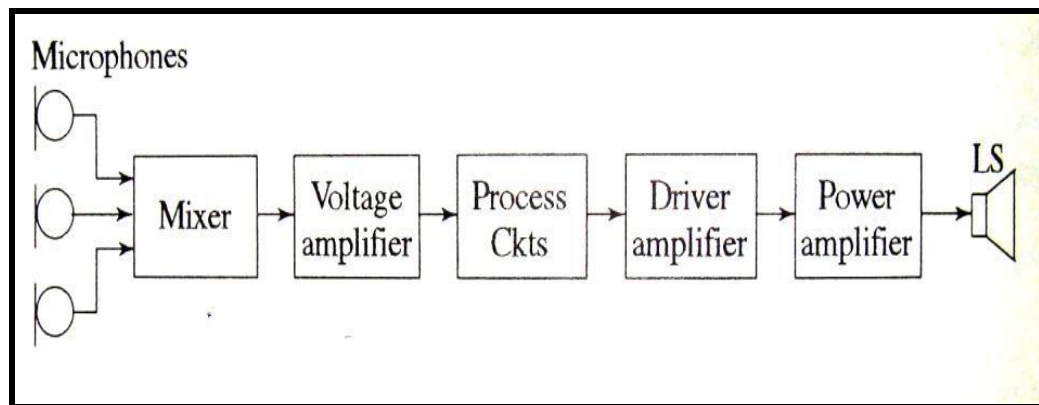 Microphones
LS
Mixer
Voltage
amplifier
Process
Ckts
Driver
amplifier
Power
amplifier